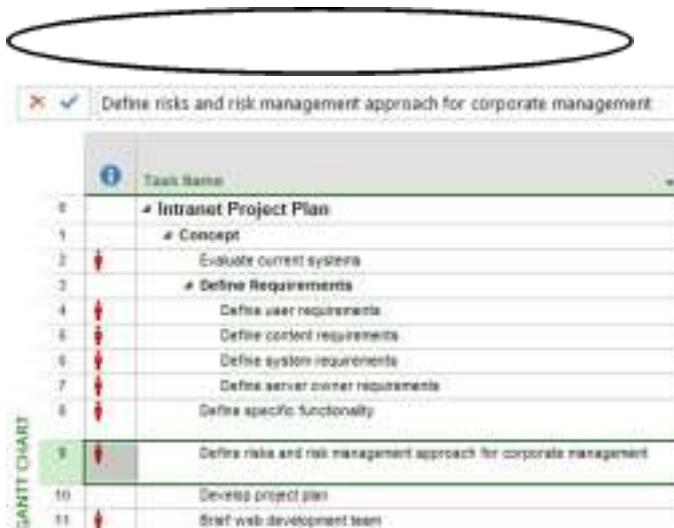 Define risks and risk management approach for corporate management
Task Name
0 Intranet Project Plan
1 Concept
2 Evaluate current systems
3 Define Requirements
4 Define user requirements
5 Define content requirements
6 Define system requirements
7 Define server owner requirements
8 Define specific functionality
9 Define risks and risk management approach for corporate management
10 Develop project plan
11 Brief web development team
GANTT CHART